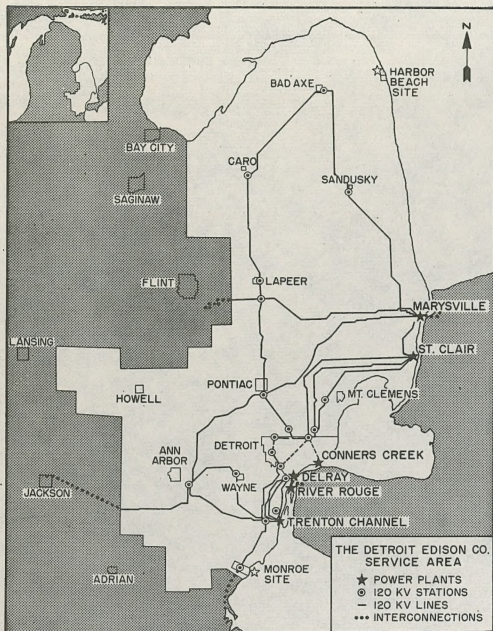 N
HARBOR
BEACH
SITE
BAD AXE
BAY CITY
CARO
SANDUSKY
SAGINAW
LAPEER
FLINT
MARYSVILLE
LANSING
ST. CLAIR
PONTIAC
MT. CLEMENS
HOWELL
DETROIT
ANN
ARBOR
CONNERS CREEK
DELRAY
WAYNE
RIVER ROUGE
JACKSON
TRENTON CHANNEL
MONROE
SITE
ADRIAN
THE DETROIT EDISON CO.
SERVICE AREA
POWER PLANTS
120 KV STATIONS
120 KV LINES
INTERCONNECTIONS